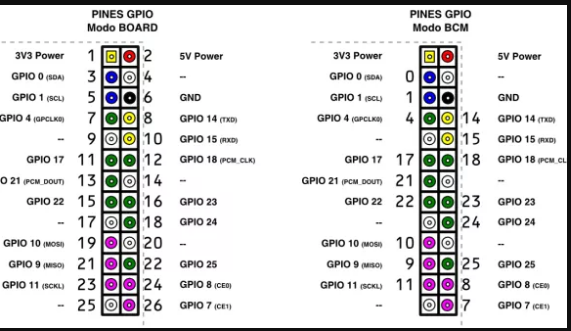 PINES GPIO
Modo BOARD
3V3 Power 1 2 5V Power
GPIO 0 (SDA) 3 4 --
GPIO 1 (SCL) 5 6 GND
GPIO 4 (GPCLK0) 7 8 GPIO 14 (TXD)
-- 9 10 GPIO 15 (RXD)
GPIO 17 11 12 GPIO 18 (PCM_CLK)
O 21 (PCM_DOUT) 13 14 --
GPIO 22 15 16 GPIO 23
-- 17 18 GPIO 24
GPIO 10 (MOSI) 19 20 --
GPIO 9 (MISO) 21 22 GPIO 25
GPIO 11 (SCKL) 23 24 GPIO 8 (CE0)
-- 25 26 GPIO 7 (CE1)
PINES GPIO
Modo BCM
3V3 Power 5V Power
GPIO 0 (SDA) 0 --
GPIO 1 (SCL) 1 GND
GPIO 4 (GPCLK0) 4 14 GPIO 14 (TXD)
-- 15 GPIO 15 (RXD)
GPIO 17 17 18 GPIO 18 (PCM_CL
GPIO 21 (PCM_DOUT) 21 --
GPIO 22 22 23 GPIO 23
-- 24 GPIO 24
GPIO 10 (MOSI) 10 --
GPIO 9 (MISO) 9 25 GPIO 25
GPIO 11 (SCKL) 11 8 GPIO 8 (CE0)
-- 7 GPIO 7 (CE1)